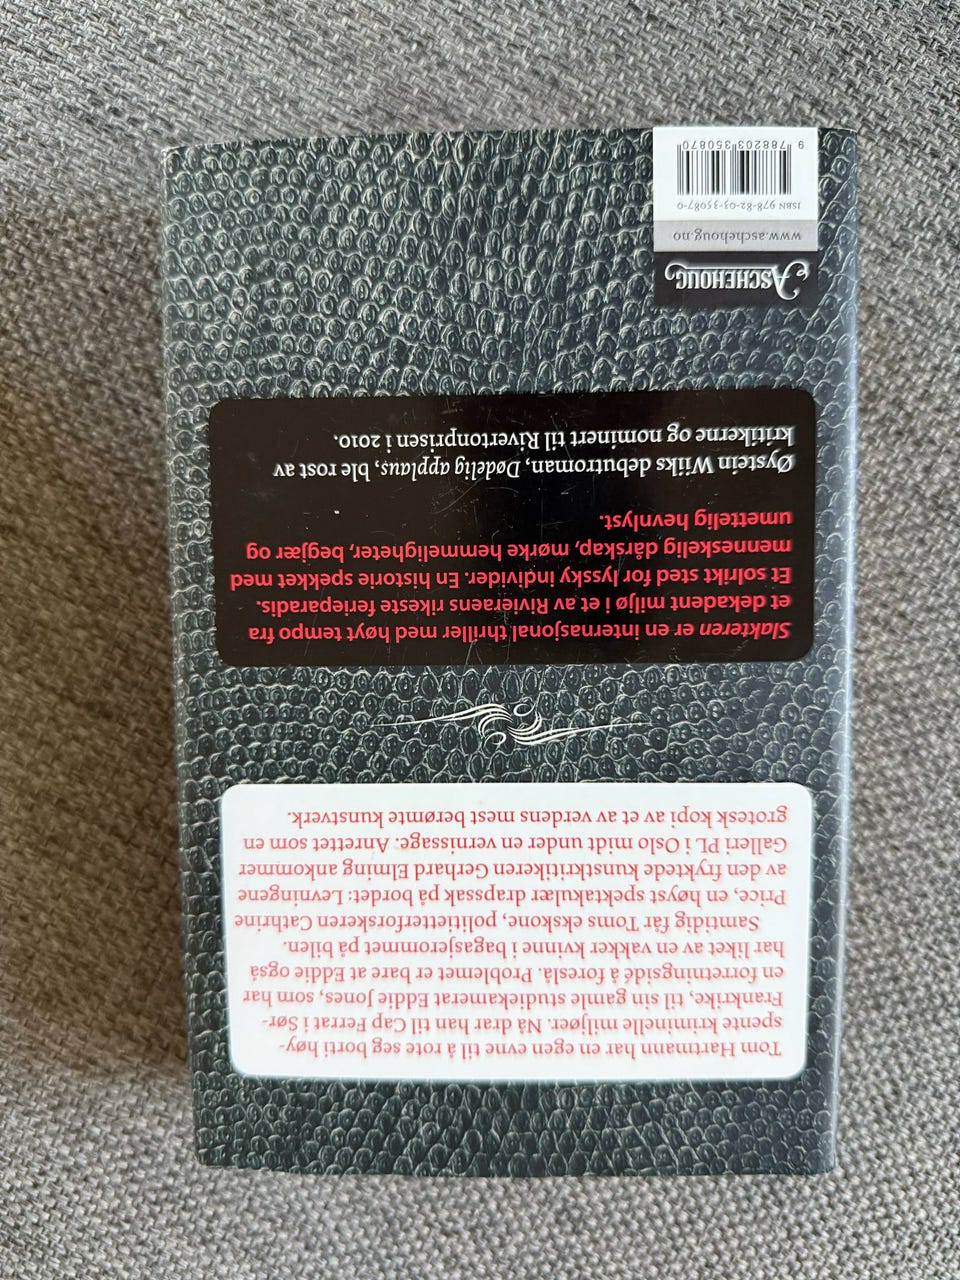 Tom Hartmann har en egen evne til å rote seg borti høy-
spente kriminelle miljøer. Nå drar han til Cap Ferrat i Sør-
Frankrike, til sin gamle studiekamerat Eddie Jones, som har
en forretningsidé å foreslå. Problemet er bare at Eddie også
har liket av en vakker kvinne i bagasjerommet på bilen.
Samtidig får Toms ekskone, politietterforskeren Cathrine
Price, en høyst spektakulær drapssak på bordet: Levningene
av den fryktede kunstkritikeren Gerhard Elming ankommer
Galleri PL i Oslo midt under en vernissage. Anrettet som en
grotesk kopi av et av verdens mest berømte kunstverk.
Slakteren er en internasjonal thriller med høyt tempo fra
et dekadent miljø i et av Rivieraens rikeste ferieparadis.
Et solrikt sted for lyssky individer. En historie spekket med
menneskelig dårskap, mørke hemmeligheter, begjær og
umettelig hevnlyst.
Øystein Wiiks debutroman, Dødelig applaus, ble rost av
kritikerne og nominert til Rivertonprisen i 2010.
ASCHEHOUG
www.aschehoug.no
ISBN 978-82-03-35087-0
9 788203 350870